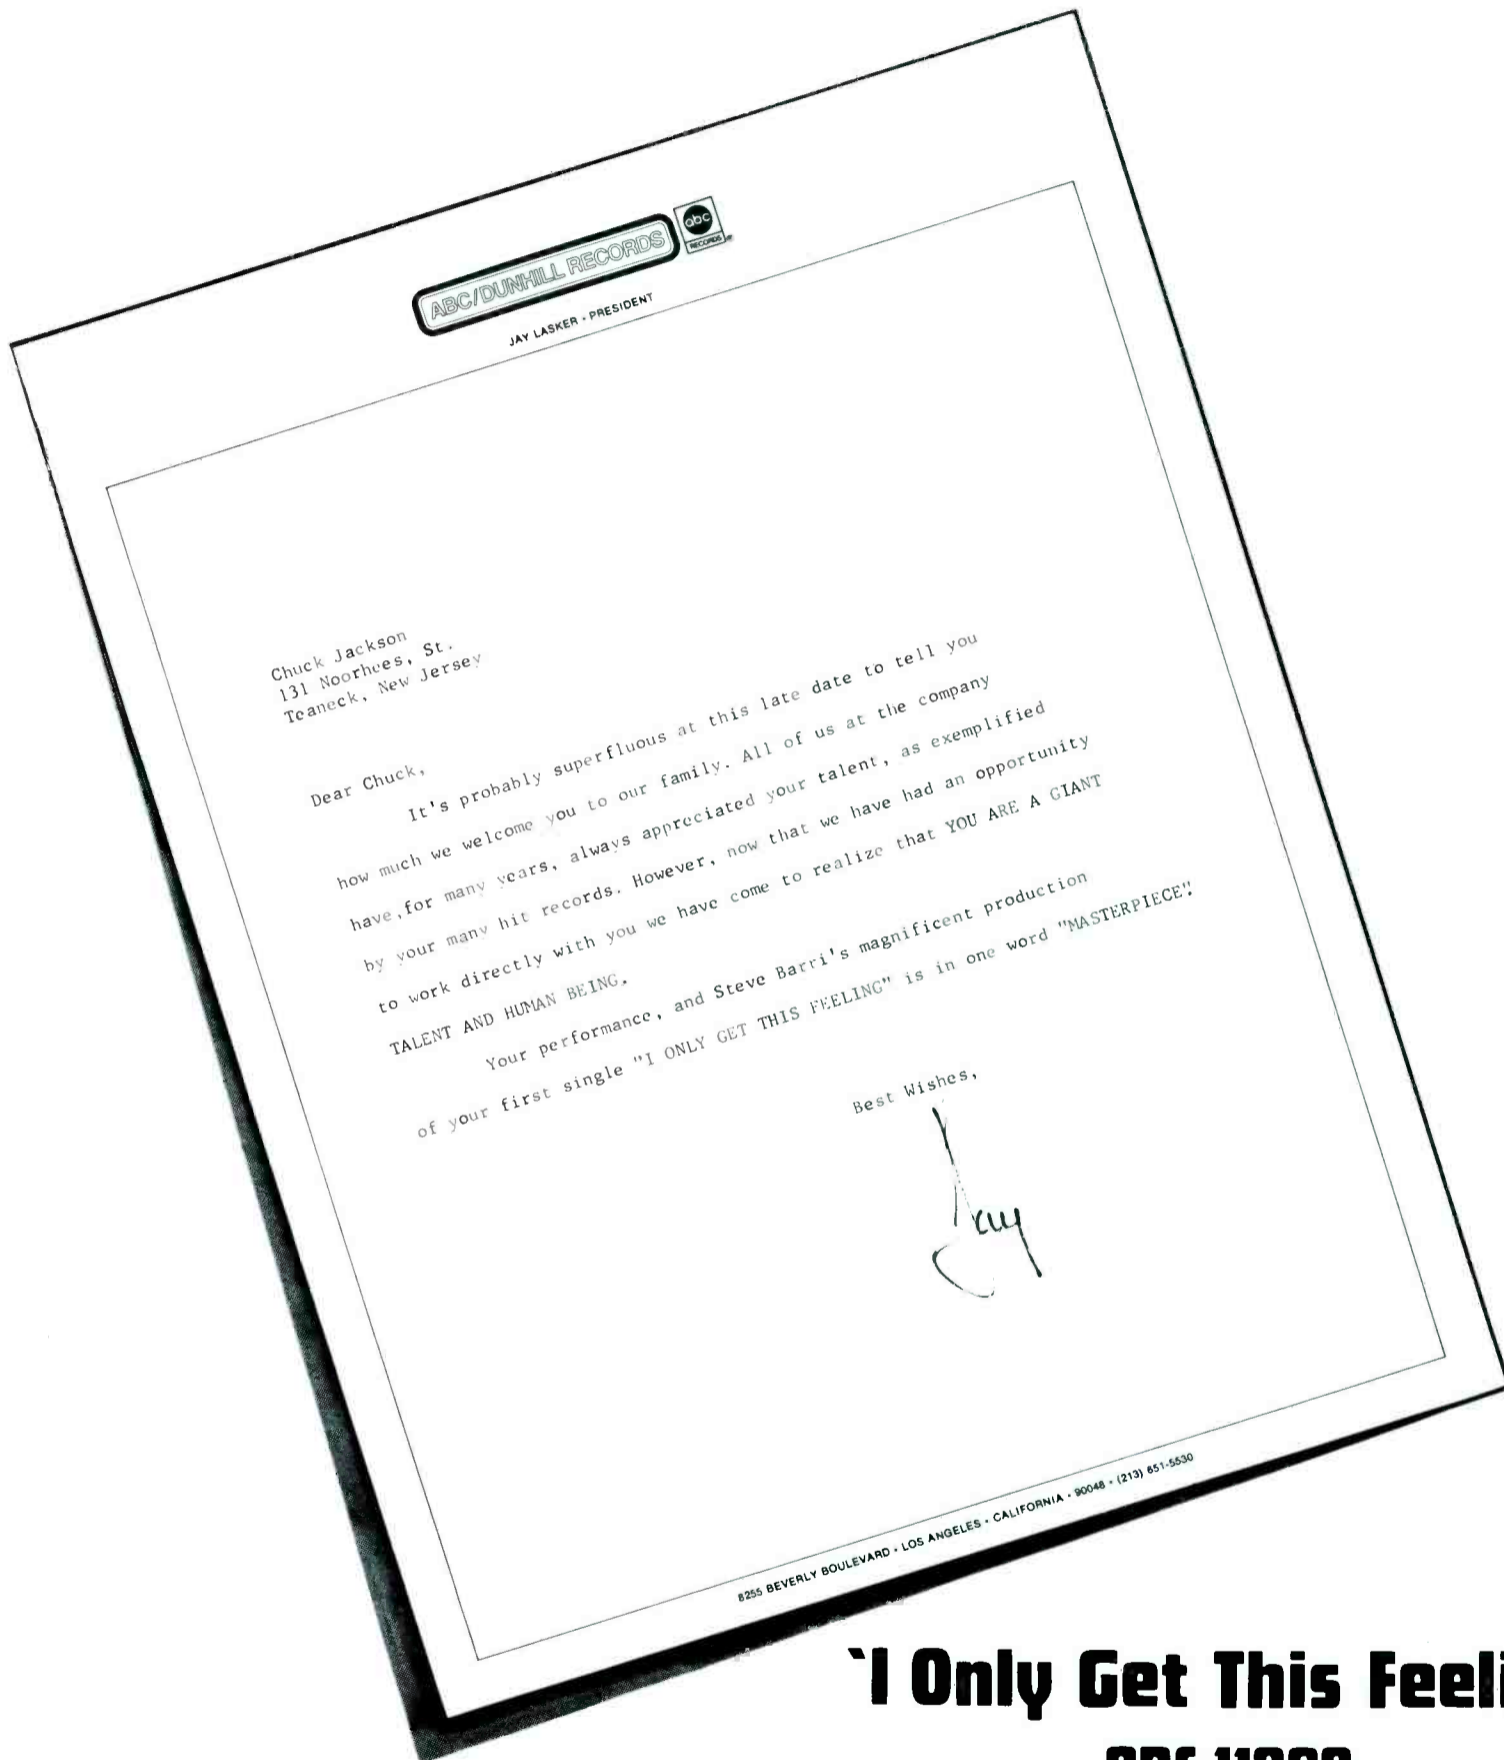 ABC/DUNHILL RECORDS
abc
RECORDS
JAY LASKER - PRESIDENT
Chuck Jackson
131 Noorhees, St.
Teaneck, New Jersey
Dear Chuck,
It's probably superfluous at this late date to tell you
how much we welcome you to our family. All of us at the company
have,for many years, always appreciated your talent, as exemplified
by your many hit records. However, now that we have had an opportunity
to work directly with you we have come to realize that YOU ARE A GIANT
TALENT AND HUMAN BEING.
Your performance, and Steve Barri's magnificent production
of your first single "I ONLY GET THIS FEELING" is in one word "MASTERPIECE".
Best Wishes,
Jay
8255 BEVERLY BOULEVARD - LOS ANGELES - CALIFORNIA - 90048 - (213) 651-5530
`I Only Get This Feeli